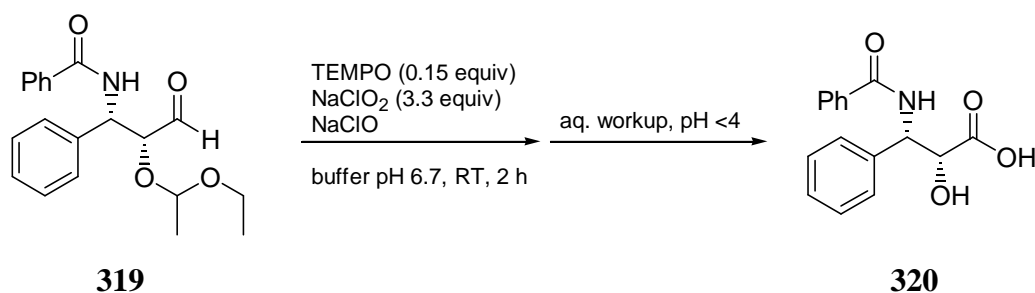 O
Ph
NH
O
H
O
O
319
TEMPO (0.15 equiv)
NaClO2 (3.3 equiv)
NaClO
buffer pH 6.7, RT, 2 h
aq. workup, pH <4
O
Ph
NH
O
OH
OH
320